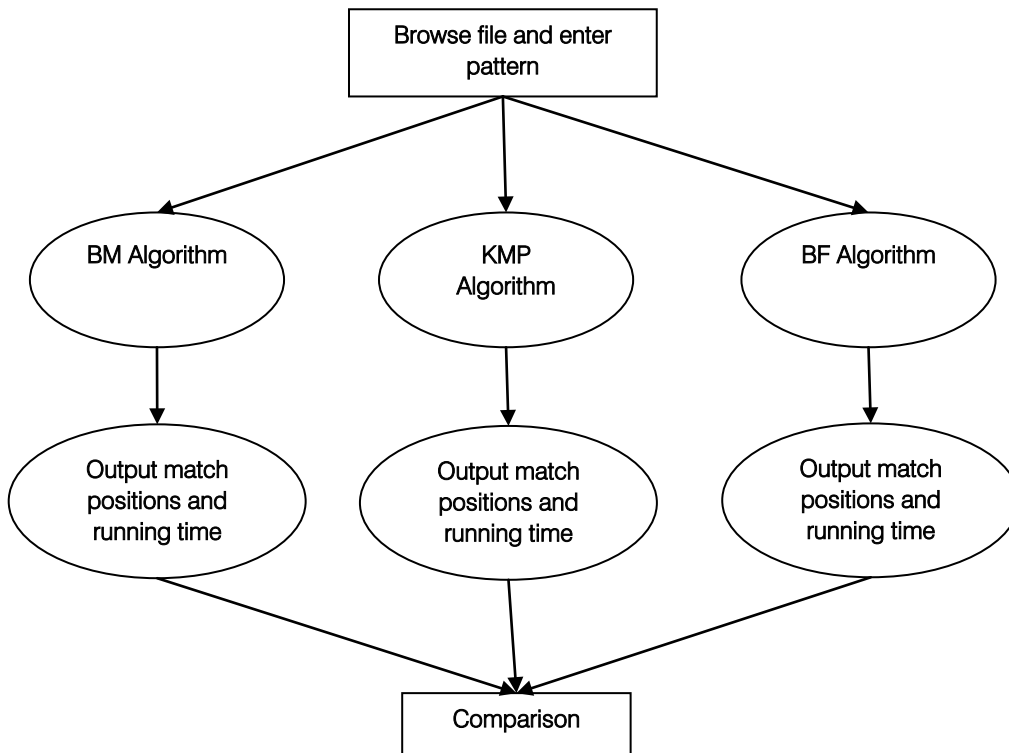 Browse file and enter
pattern
BM Algorithm
KMP
Algorithm
BF Algorithm
Output match
positions and
running time
Output match
positions and
running time
Output match
positions and
running time
Comparison